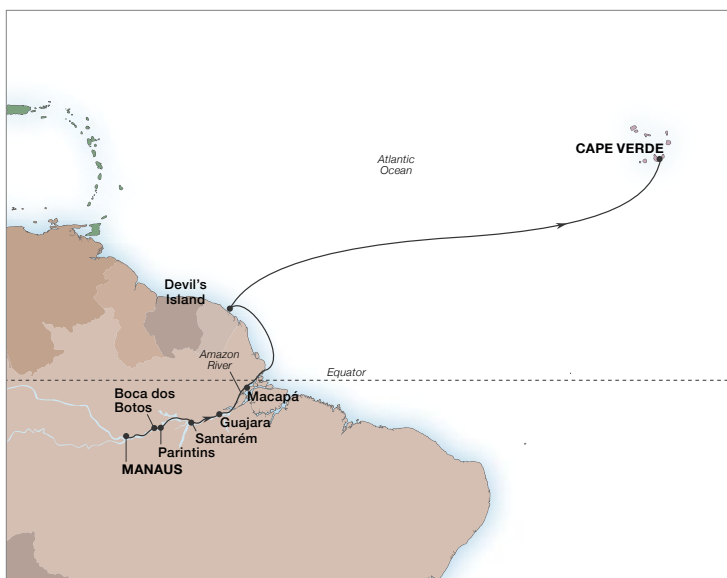 CAPE VERDE
Atlantic
Ocean
Devil's
Island
Amazon
River
Equator
Boca dos
Botos
Macapá
Guajara
Santarém
Parintins
MANAUS